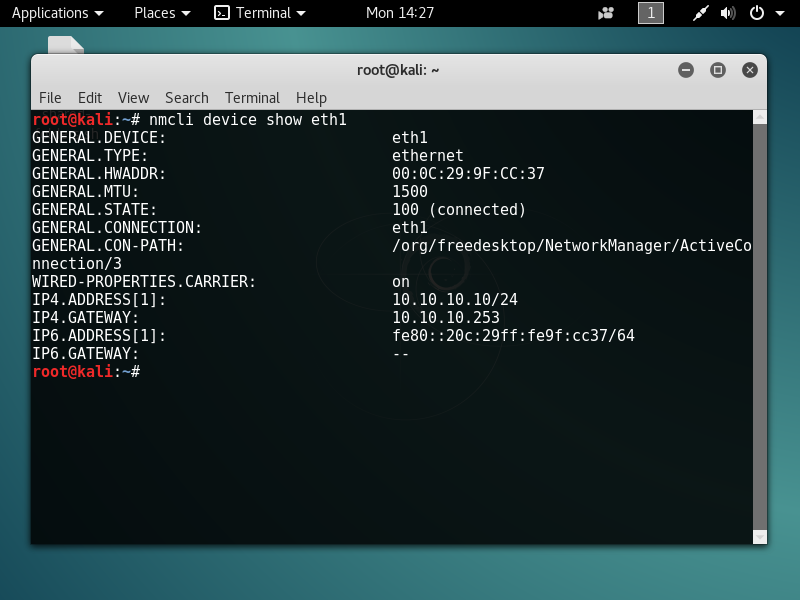 Applications Places Terminal Mon 14:27 1
root@kali: ~
File Edit View Search Terminal Help
root@kali:~# nmcli device show eth1
GENERAL.DEVICE: eth1
GENERAL.TYPE: ethernet
GENERAL.HWADDR: 00:0C:29:9F:CC:37
GENERAL.MTU: 1500
GENERAL.STATE: 100 (connected)
GENERAL.CONNECTION: eth1
GENERAL.CON-PATH: /org/freedesktop/NetworkManager/ActiveCo
nnection/3
WIRED-PROPERTIES.CARRIER: on
IP4.ADDRESS[1]: 10.10.10.10/24
IP4.GATEWAY: 10.10.10.253
IP6.ADDRESS[1]: fe80::20c:29ff:fe9f:cc37/64
IP6.GATEWAY: --
root@kali:~#